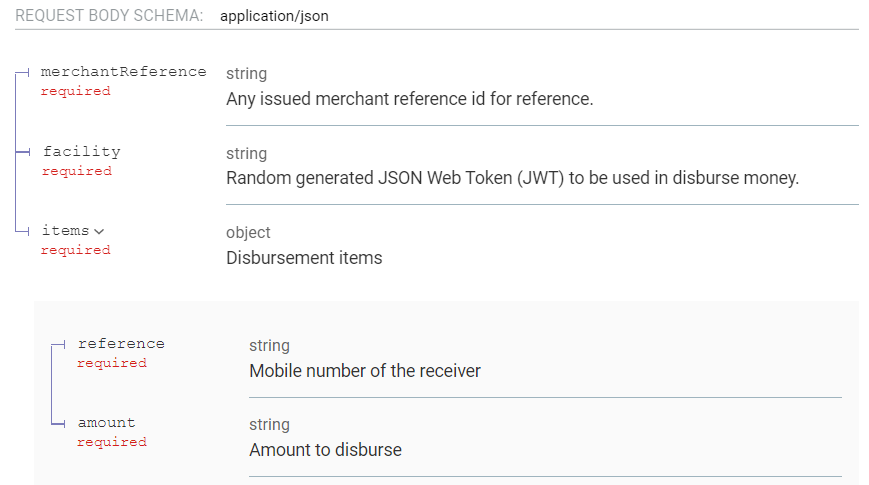 REQUEST BODY SCHEMA: application/json
merchantReference string
required Any issued merchant reference id for reference.
facility string
required Random generated JSON Web Token (JWT) to be used in disburse money.
items object
required Disbursement items
reference string
required Mobile number of the receiver
amount string
required Amount to disburse